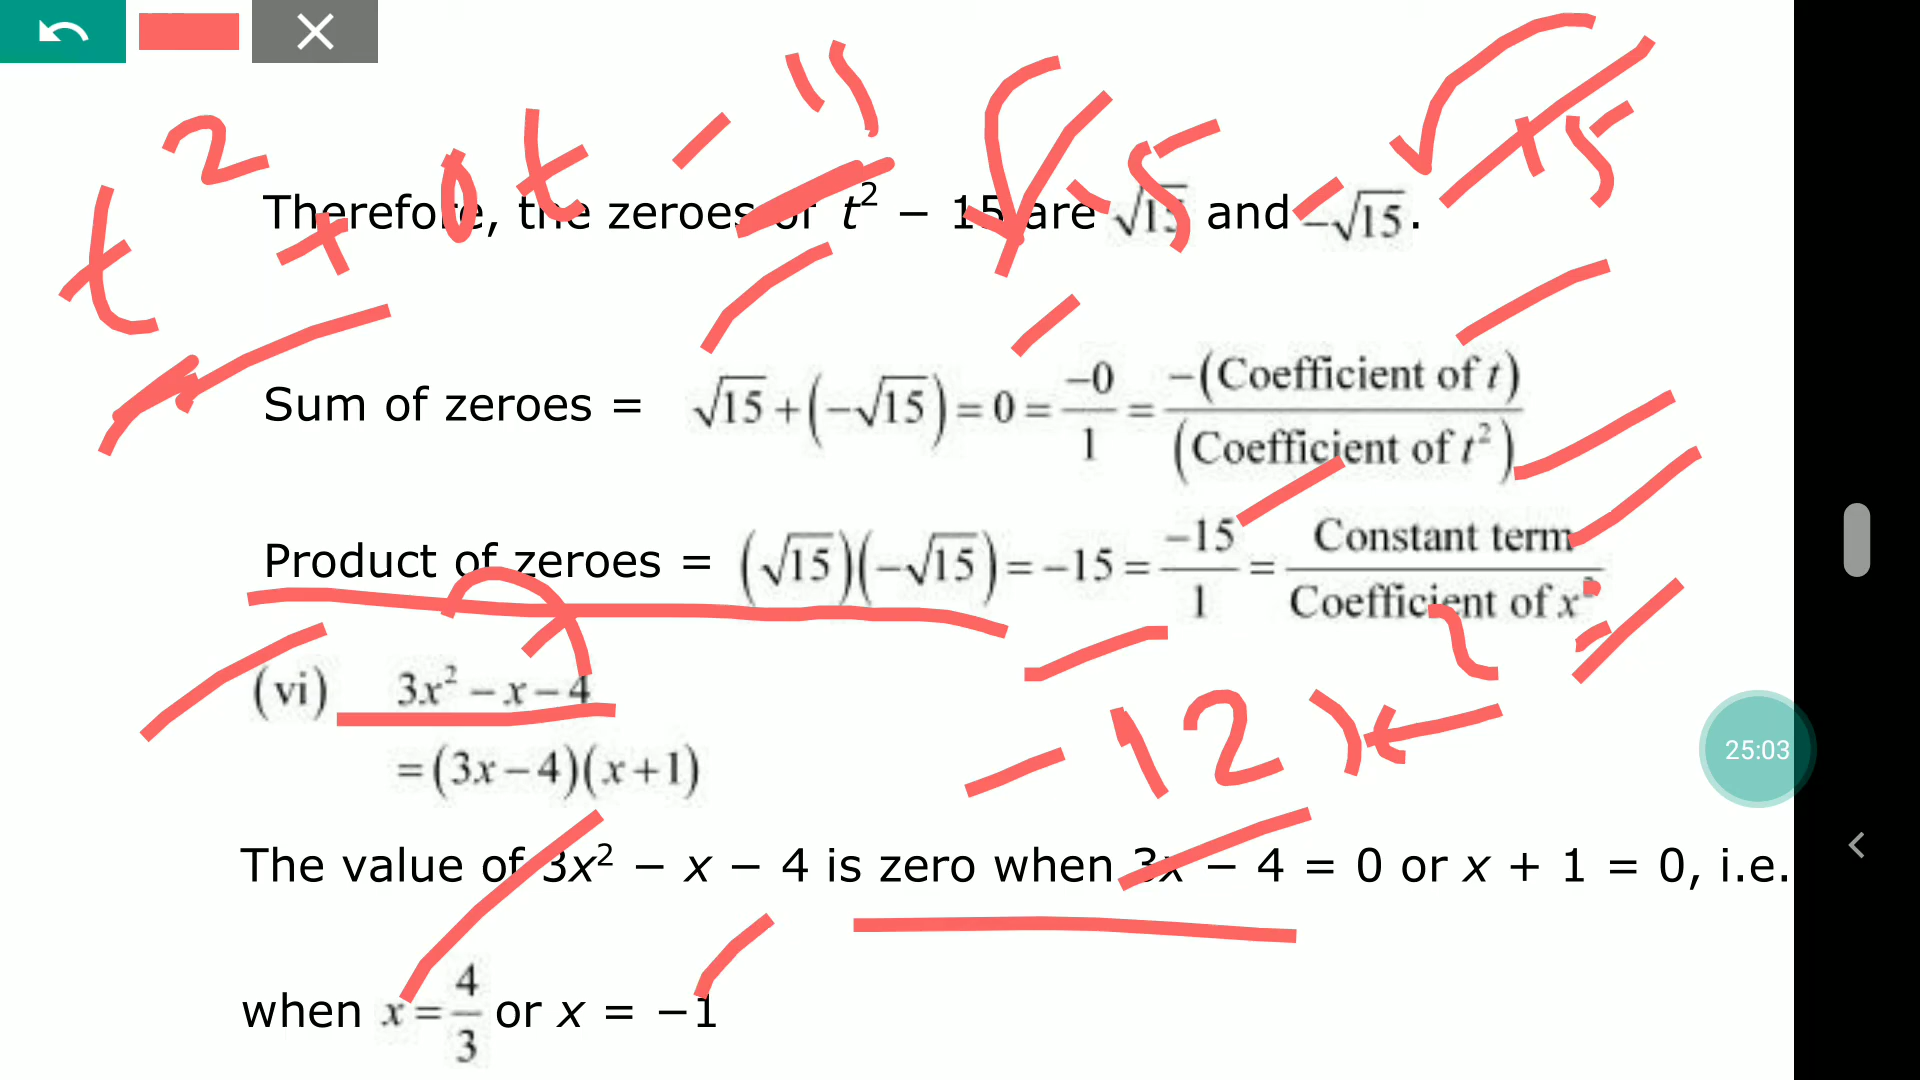 t² + 0t - 15 √15 - √15
Therefore, the zeroes of t² − 15 are √15 and −√15.
Sum of zeroes = √15 + (−√15) = 0 = −0/1 = −(Coefficient of t)/(Coefficient of t²)
Product of zeroes = (√15)(−√15) = −15 = −15/1 = Constant term/Coefficient of x²
(vi) 3x² − x − 4
= (3x − 4)(x + 1)
-12
25:03
The value of 3x² − x − 4 is zero when 3x − 4 = 0 or x + 1 = 0, i.e.
when x = 4/3 or x = −1